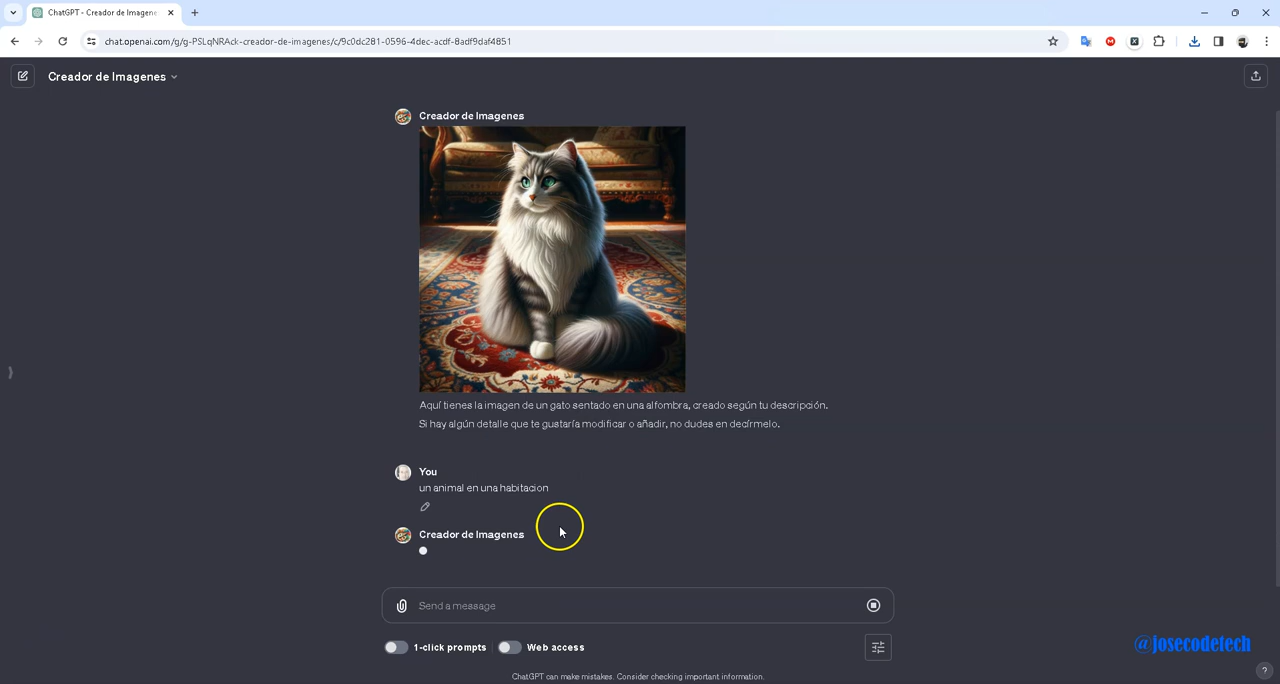 ChatGPT - Creador de Imagene
chat.openai.com/g/g-PSLqNRAck-creador-de-imagenes/c/9c0dc281-0596-4dec-acdf-8adf9daf4851
Creador de Imagenes
Creador de Imagenes
Aquí tienes la imagen de un gato sentado en una alfombra, creado según tu descripción.
Si hay algún detalle que te gustaría modificar o añadir, no dudes en decírmelo.
You
un animal en una habitacion
Creador de Imagenes
Send a message
1-click prompts Web access
@josecodetech
ChatGPT can make mistakes. Consider checking important information.
?